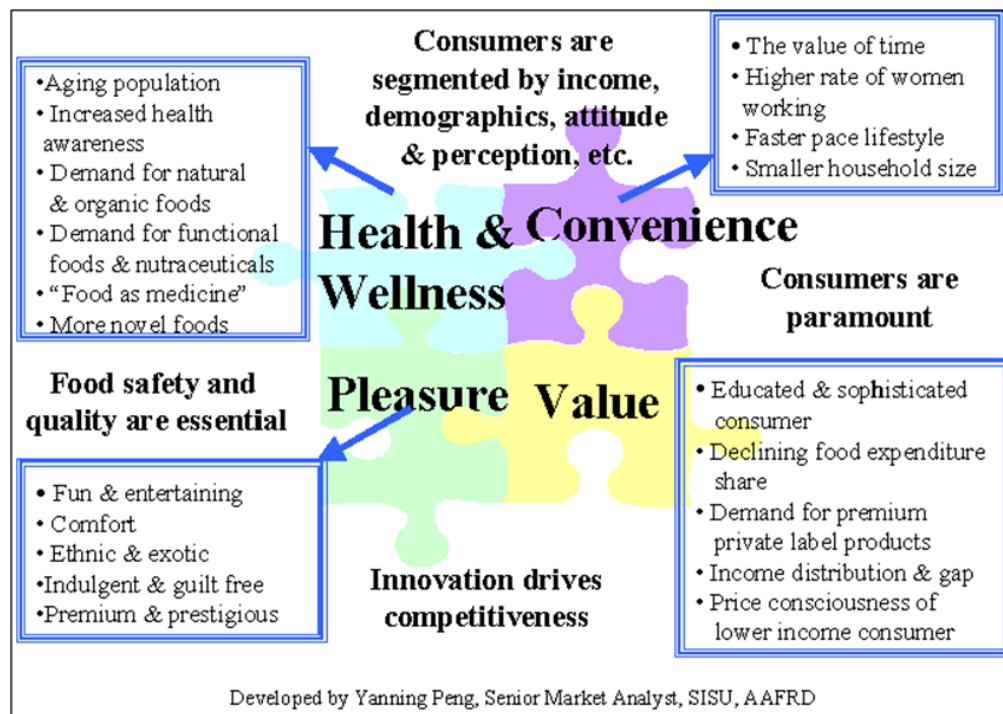 Consumers are
segmented by income,
demographics, attitude
& perception, etc.
•Aging population
• Increased health
awareness
• Demand for natural
& organic foods
• Demand for functional
foods & nutraceuticals
• “Food as medicine”
• More novel foods
• The value of time
• Higher rate of women
working
• Faster pace lifestyle
• Smaller household size
Health &
Wellness
Convenience
Consumers are
paramount
Food safety and
quality are essential
Pleasure
Value
• Educated & sophisticated
consumer
• Declining food expenditure
share
• Demand for premium
private label products
• Income distribution & gap
• Price consciousness of
lower income consumer
• Fun & entertaining
• Comfort
• Ethnic & exotic
•Indulgent & guilt free
•Premium & prestigious
Innovation drives
competitiveness
Developed by Yanning Peng, Senior Market Analyst, SISU, AAFRD